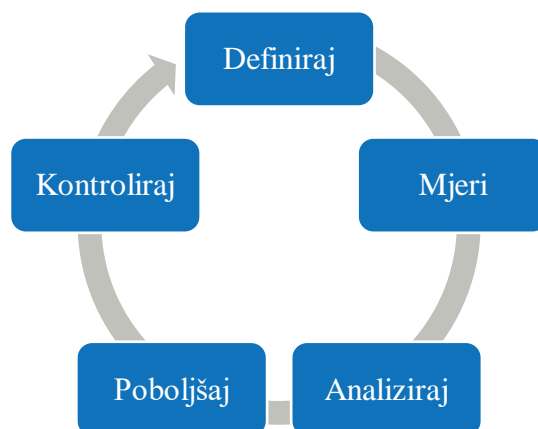 Definiraj
Mjeri
Analiziraj
Poboljšaj
Kontroliraj